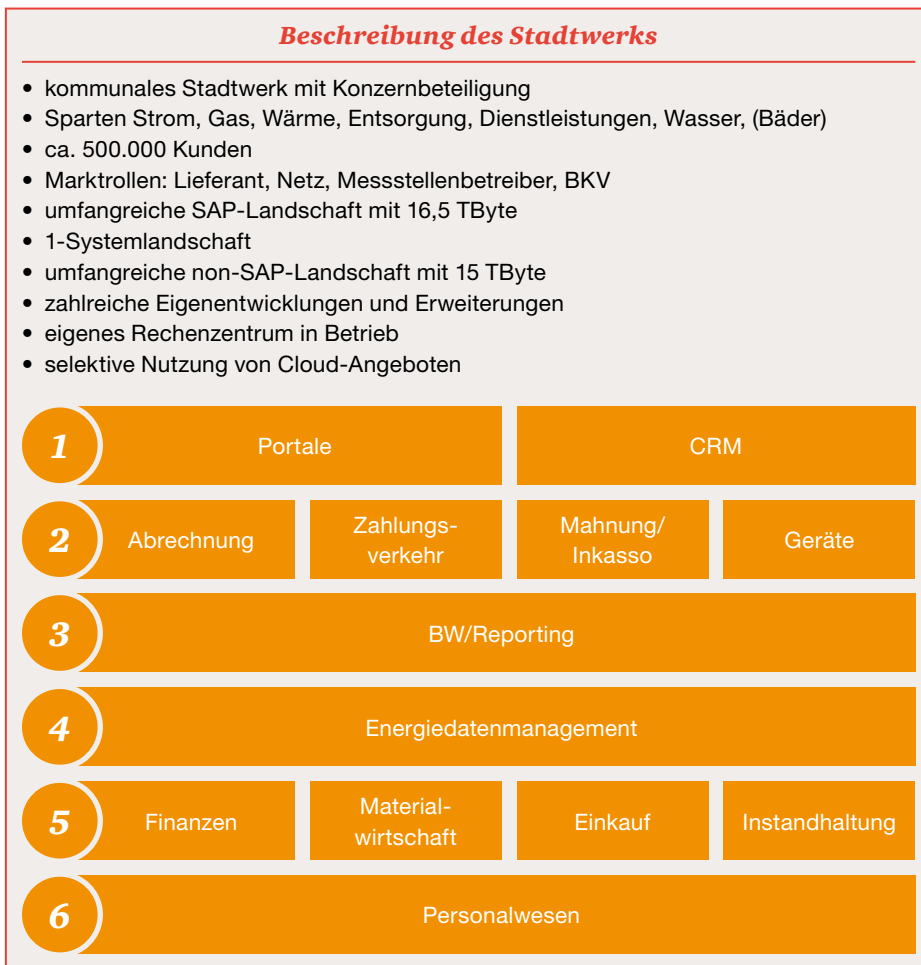 Beschreibung des Stadtwerks
• kommunales Stadtwerk mit Konzernbeteiligung
• Sparten Strom, Gas, Wärme, Entsorgung, Dienstleistungen, Wasser, (Bäder)
• ca. 500.000 Kunden
• Marktrollen: Lieferant, Netz, Messstellenbetreiber, BKV
• umfangreiche SAP-Landschaft mit 16,5 TByte
• 1-Systemlandschaft
• umfangreiche non-SAP-Landschaft mit 15 TByte
• zahlreiche Eigenentwicklungen und Erweiterungen
• eigenes Rechenzentrum in Betrieb
• selektive Nutzung von Cloud-Angeboten
1
Portale
CRM
2
Abrechnung
Zahlungs-
verkehr
Mahnung/
Inkasso
Geräte
3
BW/Reporting
4
Energiedatenmanagement
5
Finanzen
Material-
wirtschaft
Einkauf
Instandhaltung
6
Personalwesen